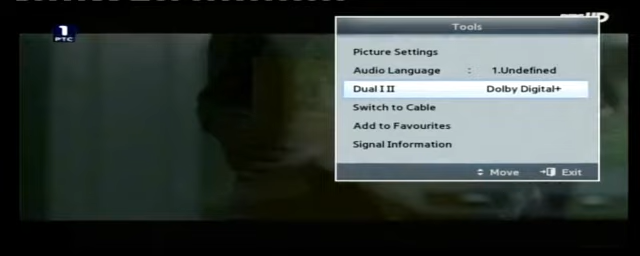 1
РТС
Tools
Picture Settings
Audio Language : 1.Undefined
Dual I II Dolby Digital+
Switch to Cable
Add to Favourites
Signal Information
Move Exit